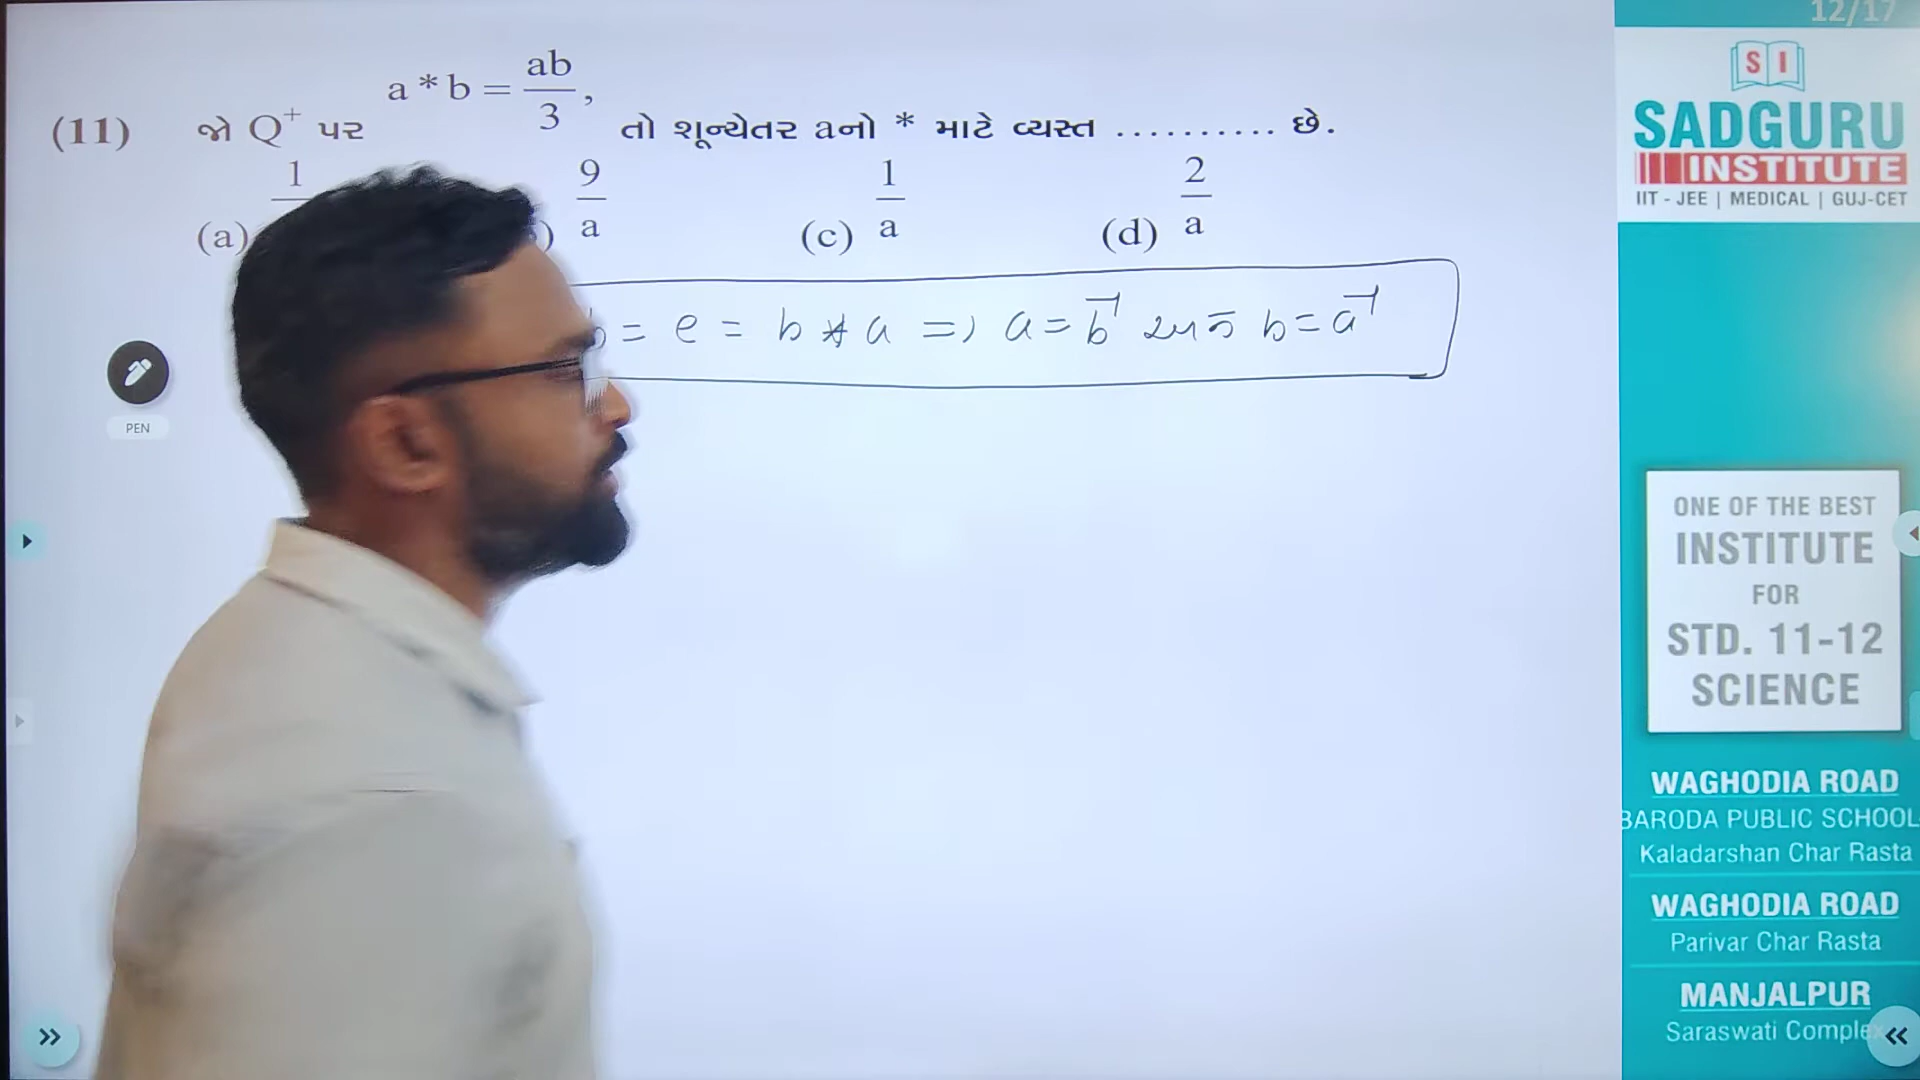 12/17
(11) જો Q⁺ પર a * b = ab/3, તો શૂન્યેતર aનો * માટે વ્યસ્ત .......... છે.
(a) 1 ) 9/a (c) 1/a (d) 2/a
= e = b * a => a = b⁻¹ અને b = a⁻¹
PEN
S I
SADGURU
INSTITUTE
IIT - JEE | MEDICAL | GUJ-CET
ONE OF THE BEST
INSTITUTE
FOR
STD. 11-12
SCIENCE
WAGHODIA ROAD
BARODA PUBLIC SCHOOL
Kaladarshan Char Rasta
WAGHODIA ROAD
Parivar Char Rasta
MANJALPUR
Saraswati Comple